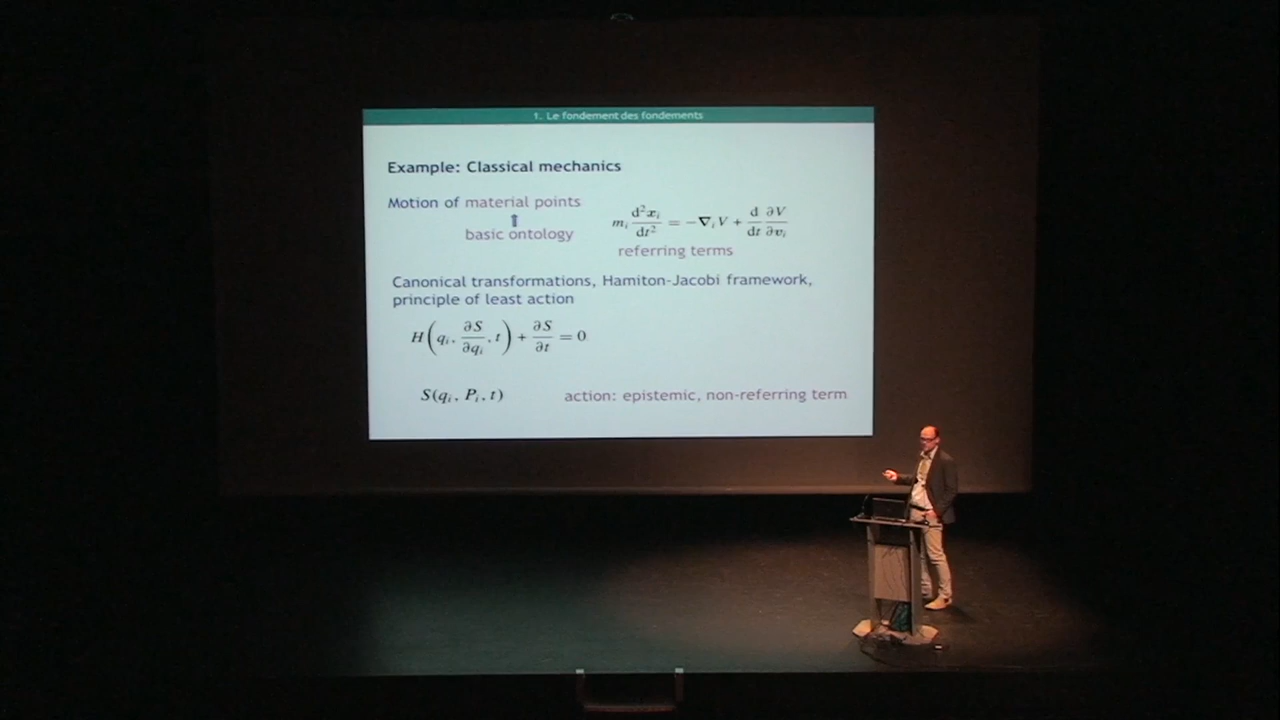 1. Le fondement des fondements
Example: Classical mechanics
Motion of material points
⇑
basic ontology
m_i d²x_i/dt² = −∇_i V + d/dt ∂V/∂v_i
referring terms
Canonical transformations, Hamiton-Jacobi framework,
principle of least action
H(q_i, ∂S/∂q_i, t) + ∂S/∂t = 0
S(q_i, P_i, t)
action: epistemic, non-referring term